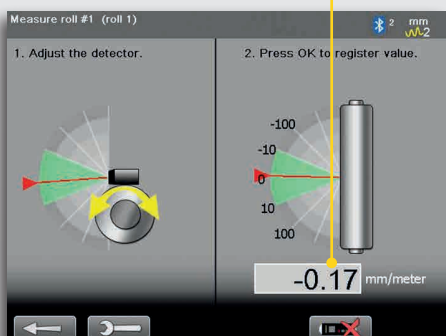 Measure roll #1 (roll 1)
2
mm
2
1. Adjust the detector.
2. Press OK to register value.
-100
-10
0
10
100
-0.17 mm/meter